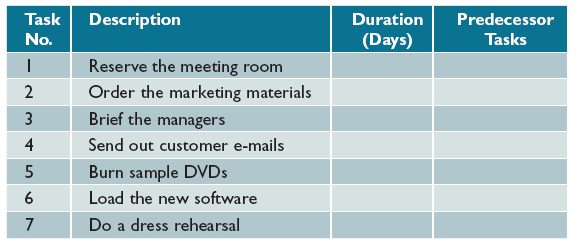 Task No. Description Duration (Days) Predecessor Tasks
1 Reserve the meeting room
2 Order the marketing materials
3 Brief the managers
4 Send out customer e-mails
5 Burn sample DVDs
6 Load the new software
7 Do a dress rehearsal